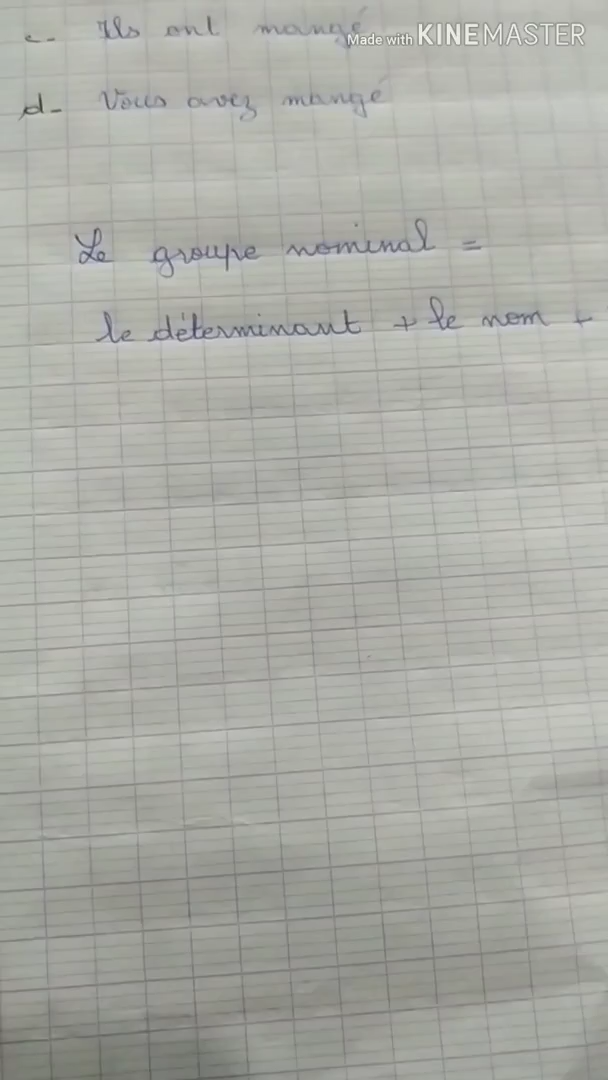 c- Ils ont mangé
Made with KINEMASTER
d- Vous avez mangé
Le groupe nominal =
le déterminant + le nom +